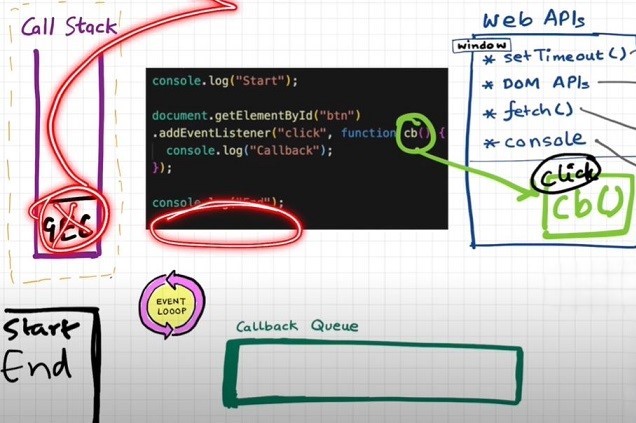 Call Stack
GEC
console.log("Start");
document.getElementById("btn")
.addEventListener("click", function cb() {
console.log("Callback");
});
console.log("End");
Web APIs
window
* setTimeout()
* DOM APIs
* fetch()
* console
click
cb()
EVENT
LOOOP
Start
End
Callback Queue